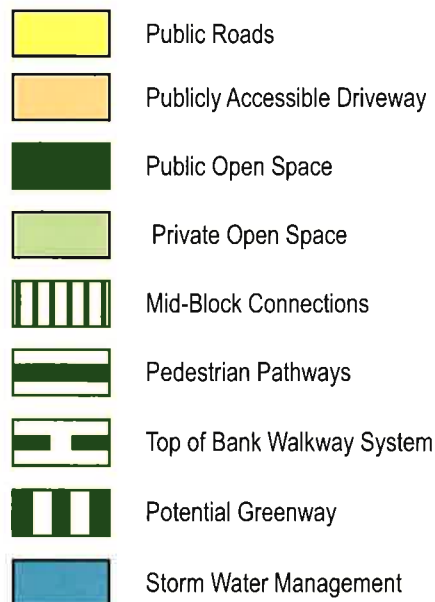 Public Roads
Publicly Accessible Driveway
Public Open Space
Private Open Space
Mid-Block Connections
Pedestrian Pathways
Top of Bank Walkway System
Potential Greenway
Storm Water Management